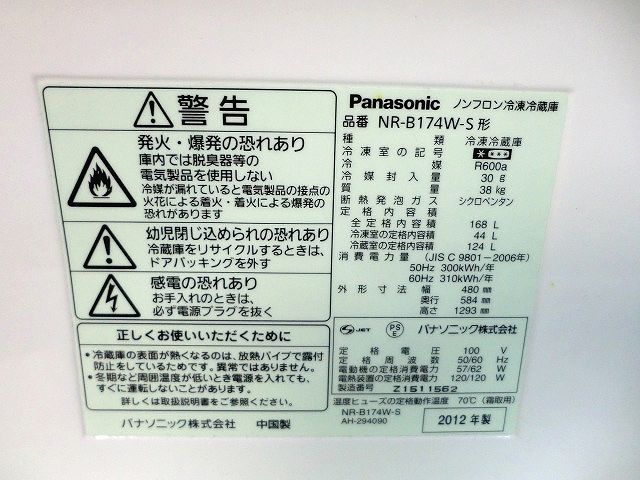 警告
発火・爆発の恐れあり
庫内では脱臭器等の
電気製品を使用しない
冷媒が漏れていると電気製品の接点の
火花による着火・着火による爆発の
恐れがあります
幼児閉じ込められの恐れあり
冷蔵庫をリサイクルするときは、
ドアパッキングを外す
感電の恐れあり
お手入れのときは、
必ず電源プラグを抜く
正しくお使いいただくために
・冷蔵庫の表面が熱くなるのは、放熱パイプで露付
防止をしているためです。異常ではありません。
・冬期など周囲温度が低いとき電源を入れても、
すぐに運転しないことがあります。
詳しくは取扱説明書をご参照ください。
パナソニック株式会社 中国製
Panasonic ノンフロン冷凍冷蔵庫
品番 NR-B174W-S形
種類 冷凍冷蔵庫
冷凍室の記号 ****
冷媒 R600a
冷媒封入量 30 g
質量 38 kg
断熱発泡ガス シクロペンタン
定格内容積
全定格内容積 168 L
冷凍室の定格内容積 44 L
冷蔵室の定格内容積 124 L
消費電力量 (JIS C 9801-2006年)
50Hz 300kWh/年
60Hz 310kWh/年
外形寸法 幅 480 mm
奥行 584 mm
高さ 1293 mm
JET PSE パナソニック株式会社
定格電圧 100 V
定格周波数 50/60 Hz
電動機の定格消費電力 57/62 W
電熱装置の定格消費電力 120/120 W
製造番号 Z1511562
温度ヒューズの定格動作温度 70℃(霜取用)
NR-B174W-S
AH-294090
2012年製